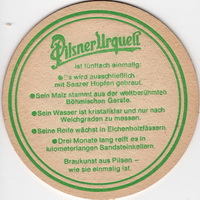 Pilsner Urquell
ist fünffach einmalig:
●Es wird ausschließlich
mit Saazer Hopfen gebraut.
●Sein Malz stammt aus der weltberühmten
Böhmischen Gerste.
●Sein Wasser ist kristallklar und nur nach
Weichgraden zu messen.
●Seine Reife wächst in Eichenholzfässern.
●Drei Monate lang reift es in
kilometerlangen Sandsteinkellern.
Braukunst aus Pilsen –
wie sie einmalig ist.